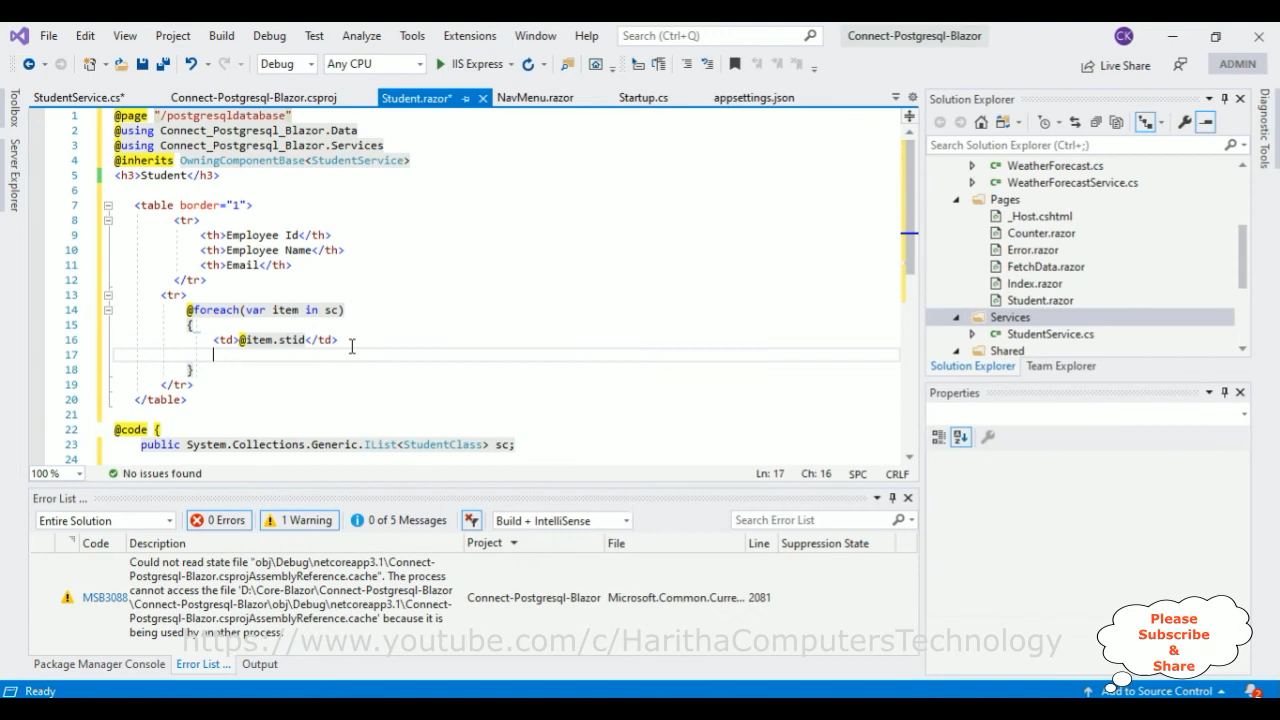 File Edit View Project Build Debug Test Analyze Tools Extensions Window Help Search (Ctrl+Q) Connect-Postgresql-Blazor CK
Debug Any CPU IIS Express Live Share ADMIN
StudentService.cs* Connect-Postgresql-Blazor.csproj Student.razor* NavMenu.razor Startup.cs appsettings.json
Toolbox
Server Explorer
1 @page "/postgresqldatabase"
2 @using Connect_Postgresql_Blazor.Data
3 @using Connect_Postgresql_Blazor.Services
4 @inherits OwningComponentBase<StudentService>
5 <h3>Student</h3>
6
7 <table border="1">
8 <tr>
9 <th>Employee Id</th>
10 <th>Employee Name</th>
11 <th>Email</th>
12 </tr>
13 <tr>
14 @foreach(var item in sc)
15 {
16 <td>@item.stid</td>
17
18 }
19 </tr>
20 </table>
21
22 @code {
23 public System.Collections.Generic.IList<StudentClass> sc;
24
100 % No issues found Ln: 17 Ch: 16 SPC CRLF
Solution Explorer
Search Solution Explorer (Ctrl+;)
WeatherForecast.cs
WeatherForecastService.cs
Pages
_Host.cshtml
Counter.razor
Error.razor
FetchData.razor
Index.razor
Student.razor
Services
StudentService.cs
Shared
Solution Explorer Team Explorer
Properties
Diagnostic Tools
Error List ...
Entire Solution 0 Errors 1 Warning 0 of 5 Messages Build + IntelliSense Search Error List
Code Description Project File Line Suppression State
MSB3088 Could not read state file "obj\Debug\netcoreapp3.1\Connect-
Postgresql-Blazor.csprojAssemblyReference.cache". The process
cannot access the file 'D:\Core-Blazor\Connect-Postgresql-Blazor
\Connect-Postgresql-Blazor\obj\Debug\netcoreapp3.1\Connect-
Postgresql-Blazor.csprojAssemblyReference.cache' because it is
being used by another process.
Connect-Postgresql-Blazor Microsoft.Common.Curre... 2081
https://www.youtube.com/c/HarithaComputersTechnology
Please
Subscribe
&
Share
Package Manager Console Error List ... Output
Ready Add to Source Control 2